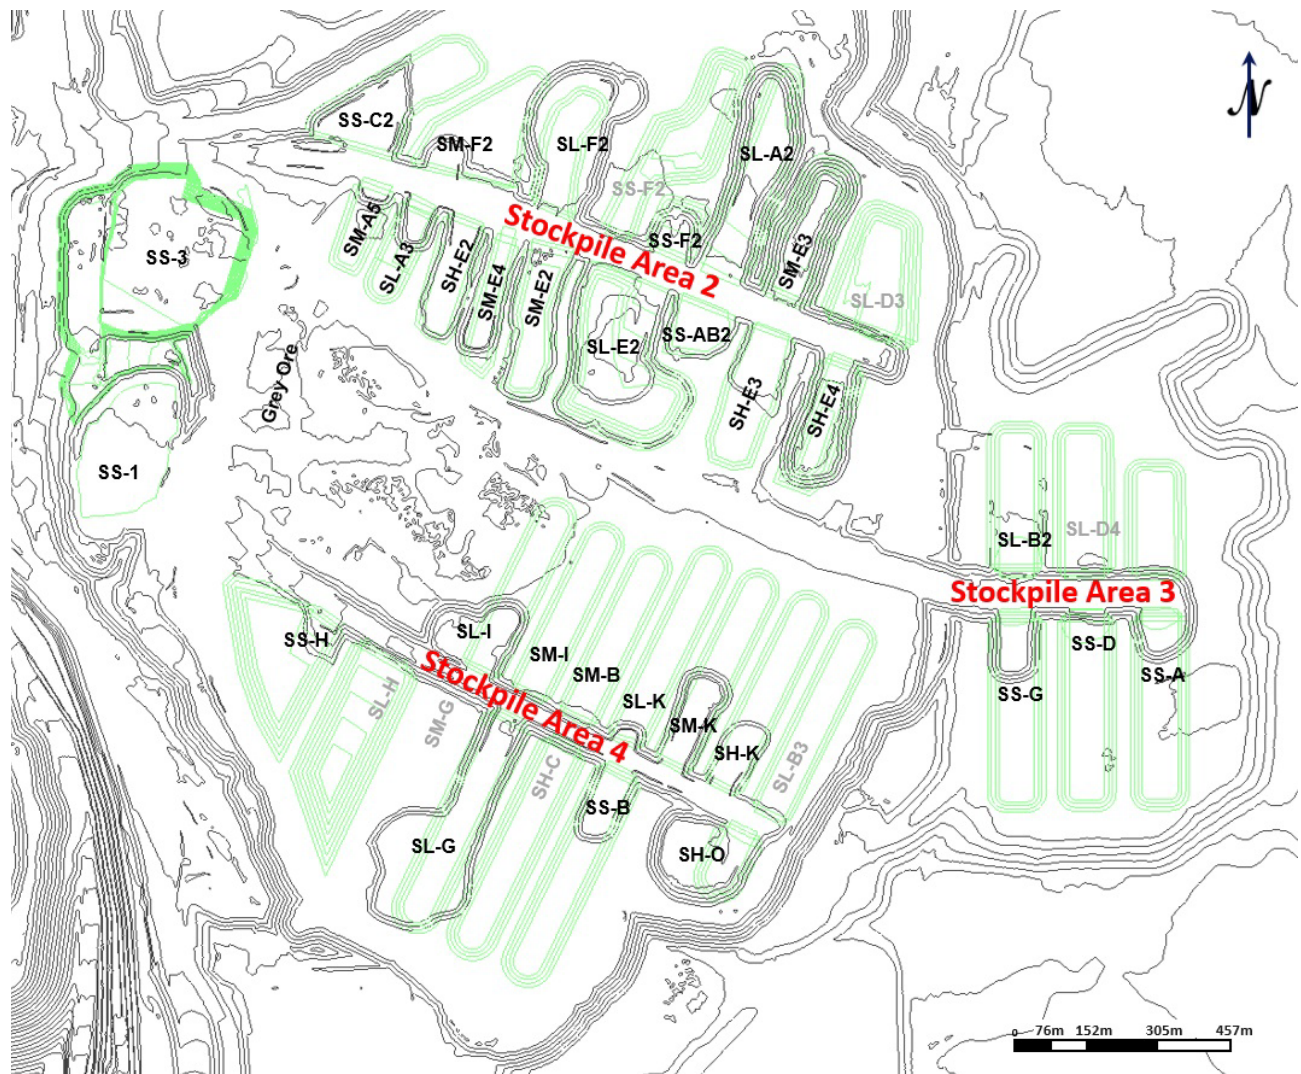 N
SS-C2
SM-F2
SL-F2
SL-A2
SS-F2
SS-F2
SM-A5
SL-A3
SH-E2
SM-E4
SM-E2
Stockpile Area 2
SM-E3
SL-D3
SS-3
SL-E2
SS-AB2
SH-E3
SH-E4
Grey Ore
SS-1
SL-B2
SL-D4
Stockpile Area 3
SS-G
SS-D
SS-A
SS-H
SL-I
SM-I
SM-B
SL-K
SM-K
SH-K
SL-B3
SL-H
SM-G
Stockpile Area 4
SH-C
SS-B
SL-G
SH-O
0 76m 152m 305m 457m